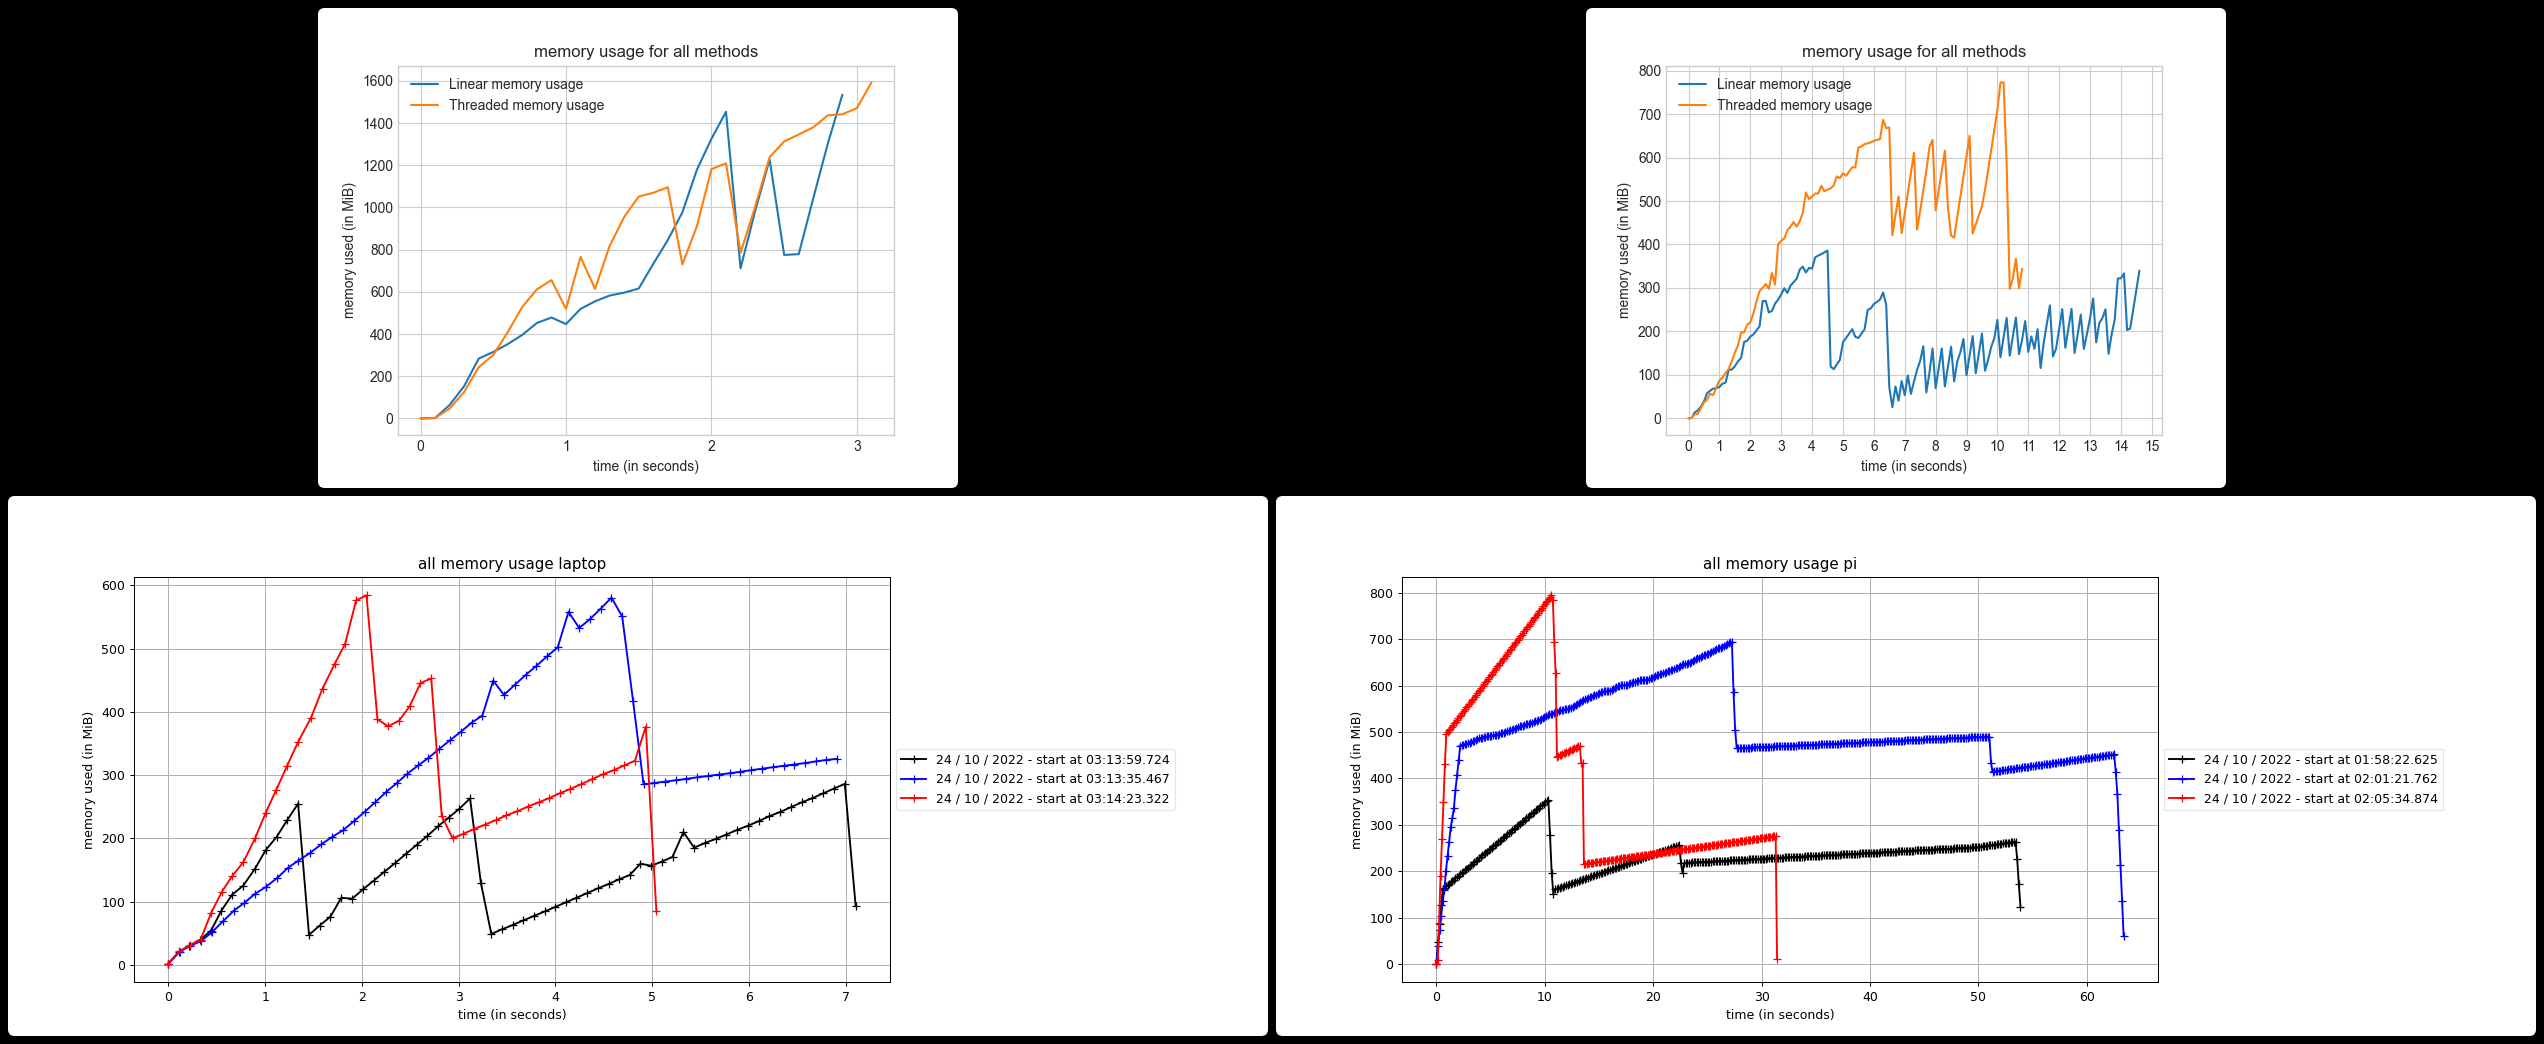 memory usage for all methods
Linear memory usage
Threaded memory usage
1600
1400
1200
1000
800
600
400
200
0
memory used (in MiB)
0 1 2 3
time (in seconds)
memory usage for all methods
Linear memory usage
Threaded memory usage
800
700
600
500
400
300
200
100
0
memory used (in MiB)
0 1 2 3 4 5 6 7 8 9 10 11 12 13 14 15
time (in seconds)
all memory usage laptop
600
500
400
300
200
100
0
memory used (in MiB)
0 1 2 3 4 5 6 7
time (in seconds)
24 / 10 / 2022 - start at 03:13:59.724
24 / 10 / 2022 - start at 03:13:35.467
24 / 10 / 2022 - start at 03:14:23.322
all memory usage pi
800
700
600
500
400
300
200
100
0
memory used (in MiB)
0 10 20 30 40 50 60
time (in seconds)
24 / 10 / 2022 - start at 01:58:22.625
24 / 10 / 2022 - start at 02:01:21.762
24 / 10 / 2022 - start at 02:05:34.874